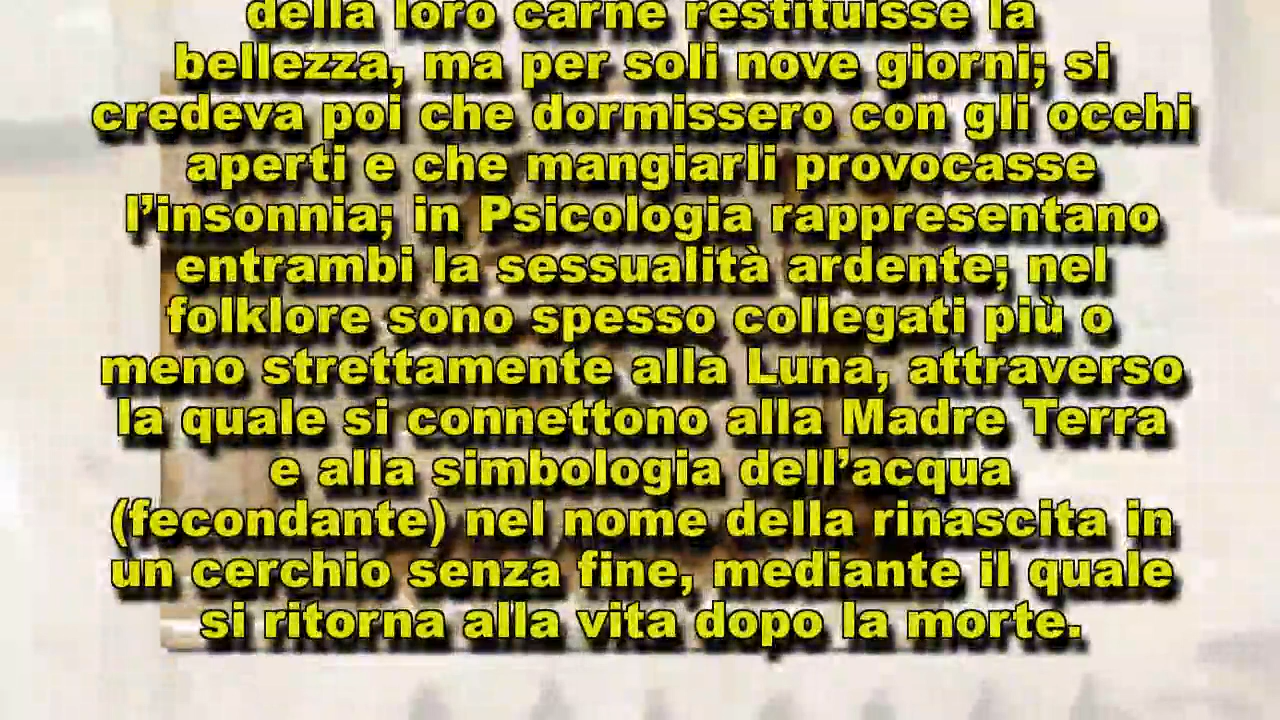 della loro carne restituisse la
bellezza, ma per soli nove giorni; si
credeva poi che dormissero con gli occhi
aperti e che mangiarli provocasse
l’insonnia; in Psicologia rappresentano
entrambi la sessualità ardente; nel
folklore sono spesso collegati più o
meno strettamente alla Luna, attraverso
la quale si connettono alla Madre Terra
e alla simbologia dell’acqua
(fecondante) nel nome della rinascita in
un cerchio senza fine, mediante il quale
si ritorna alla vita dopo la morte.